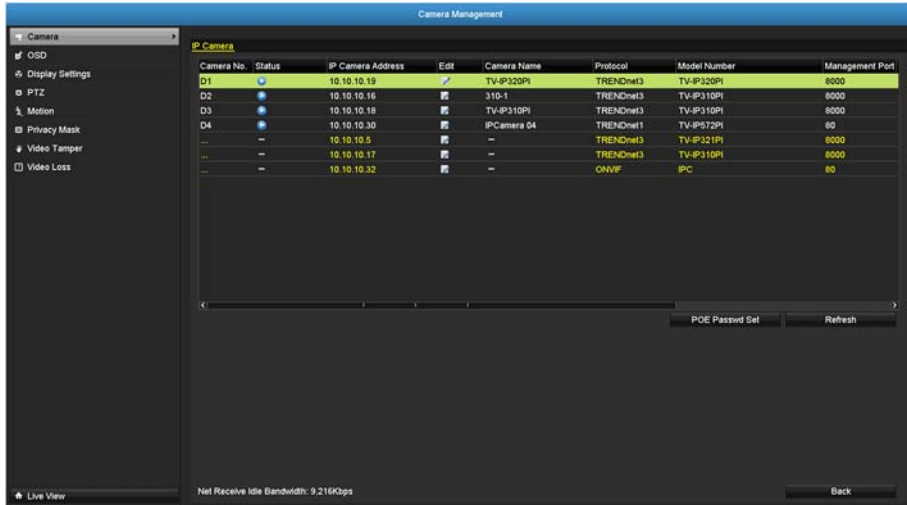 Camera Management
Camera
OSD
Display Settings
PTZ
Motion
Privacy Mask
Video Tamper
Video Loss
Live View
IP Camera
Camera No. Status IP Camera Address Edit Camera Name Protocol Model Number Management Port
D1 10.10.10.19 TV-IP320PI TRENDnet3 TV-IP320PI 8000
D2 10.10.10.16 310-1 TRENDnet3 TV-IP310PI 8000
D3 10.10.10.18 TV-IP310PI TRENDnet3 TV-IP310PI 8000
D4 10.10.10.30 IPCamera 04 TRENDnet1 TV-IP572PI 80
... – 10.10.10.5 – TRENDnet3 TV-IP321PI 8000
... – 10.10.10.17 – TRENDnet3 TV-IP310PI 8000
... – 10.10.10.32 – ONVIF IPC 80
POE Passwd Set Refresh
Net Receive Idle Bandwidth: 9,216Kbps
Back